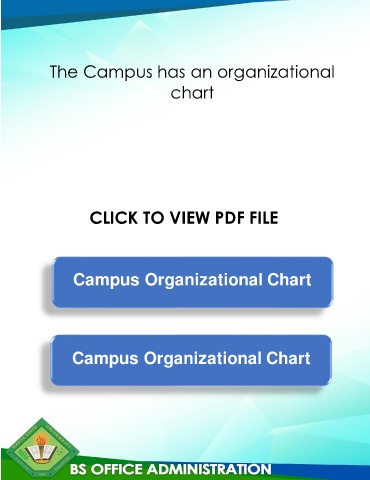 The Campus has an organizational
chart
CLICK TO VIEW PDF FILE
Campus Organizational Chart
Campus Organizational Chart
BS OFFICE ADMINISTRATION